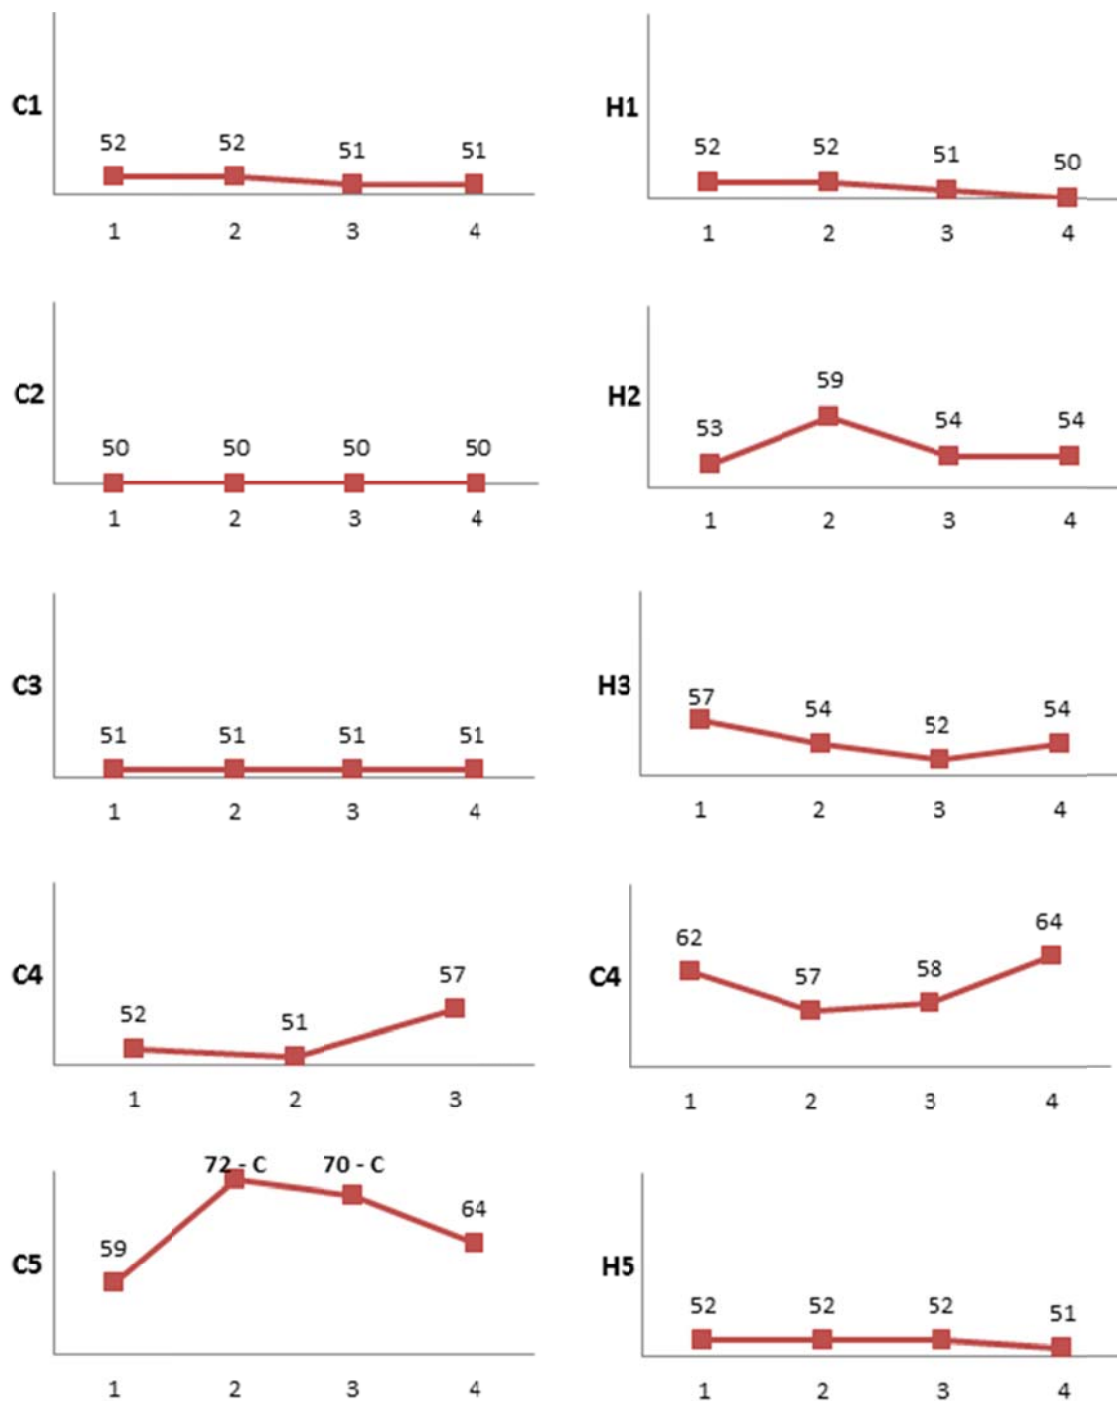 C1
52 52 51 51
1 2 3 4
H1
52 52 51 50
1 2 3 4
C2
50 50 50 50
1 2 3 4
H2
53 59 54 54
1 2 3 4
C3
51 51 51 51
1 2 3 4
H3
57 54 52 54
1 2 3 4
C4
52 51 57
1 2 3
C4
62 57 58 64
1 2 3 4
C5
59 72 - C 70 - C 64
1 2 3 4
H5
52 52 52 51
1 2 3 4